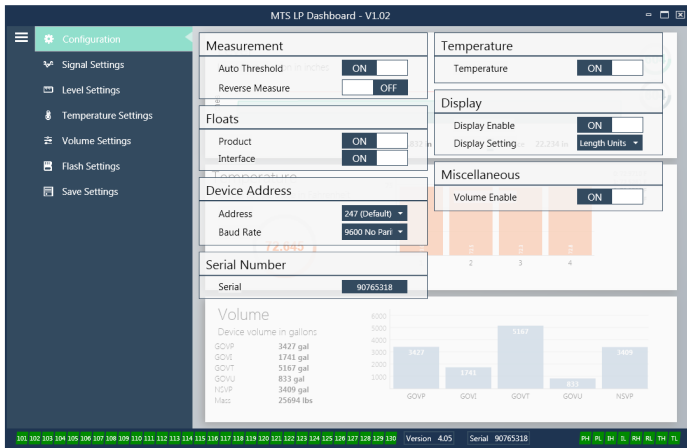 MTS LP Dashboard - V1.02
Configuration
Signal Settings
Level Settings
Temperature Settings
Volume Settings
Flash Settings
Save Settings
Measurement
Auto Threshold ON
Reverse Measure OFF
Floats
Product ON
Interface ON
Device Address
Address 247 (Default)
Baud Rate 9600 No Pari
Serial Number
Serial 90765318
Temperature
Temperature ON
Display
Display Enable ON
Display Setting Length Units
32.234 in
Miscellaneous
Volume Enable ON
Temperature
72.645
2 3 4
Volume
Device volume in gallons
GOVP 3427 gal
GOVI 1741 gal
GOVT 5167 gal
GOVU 833 gal
NSVP 3409 gal
Mass 25694 lbs
6000
5000
4000
3000
2000
1000
3427 1741 5167 833 3409
GOVP GOVI GOVT GOVU NSVP
101 102 103 104 105 106 107 108 109 110 111 112 113 114 115 116 117 118 119 120 121 122 123 124 125 126 127 128 129 130 Version 4.05 Serial 90765318 PH PL IH IL RH RL TH TL